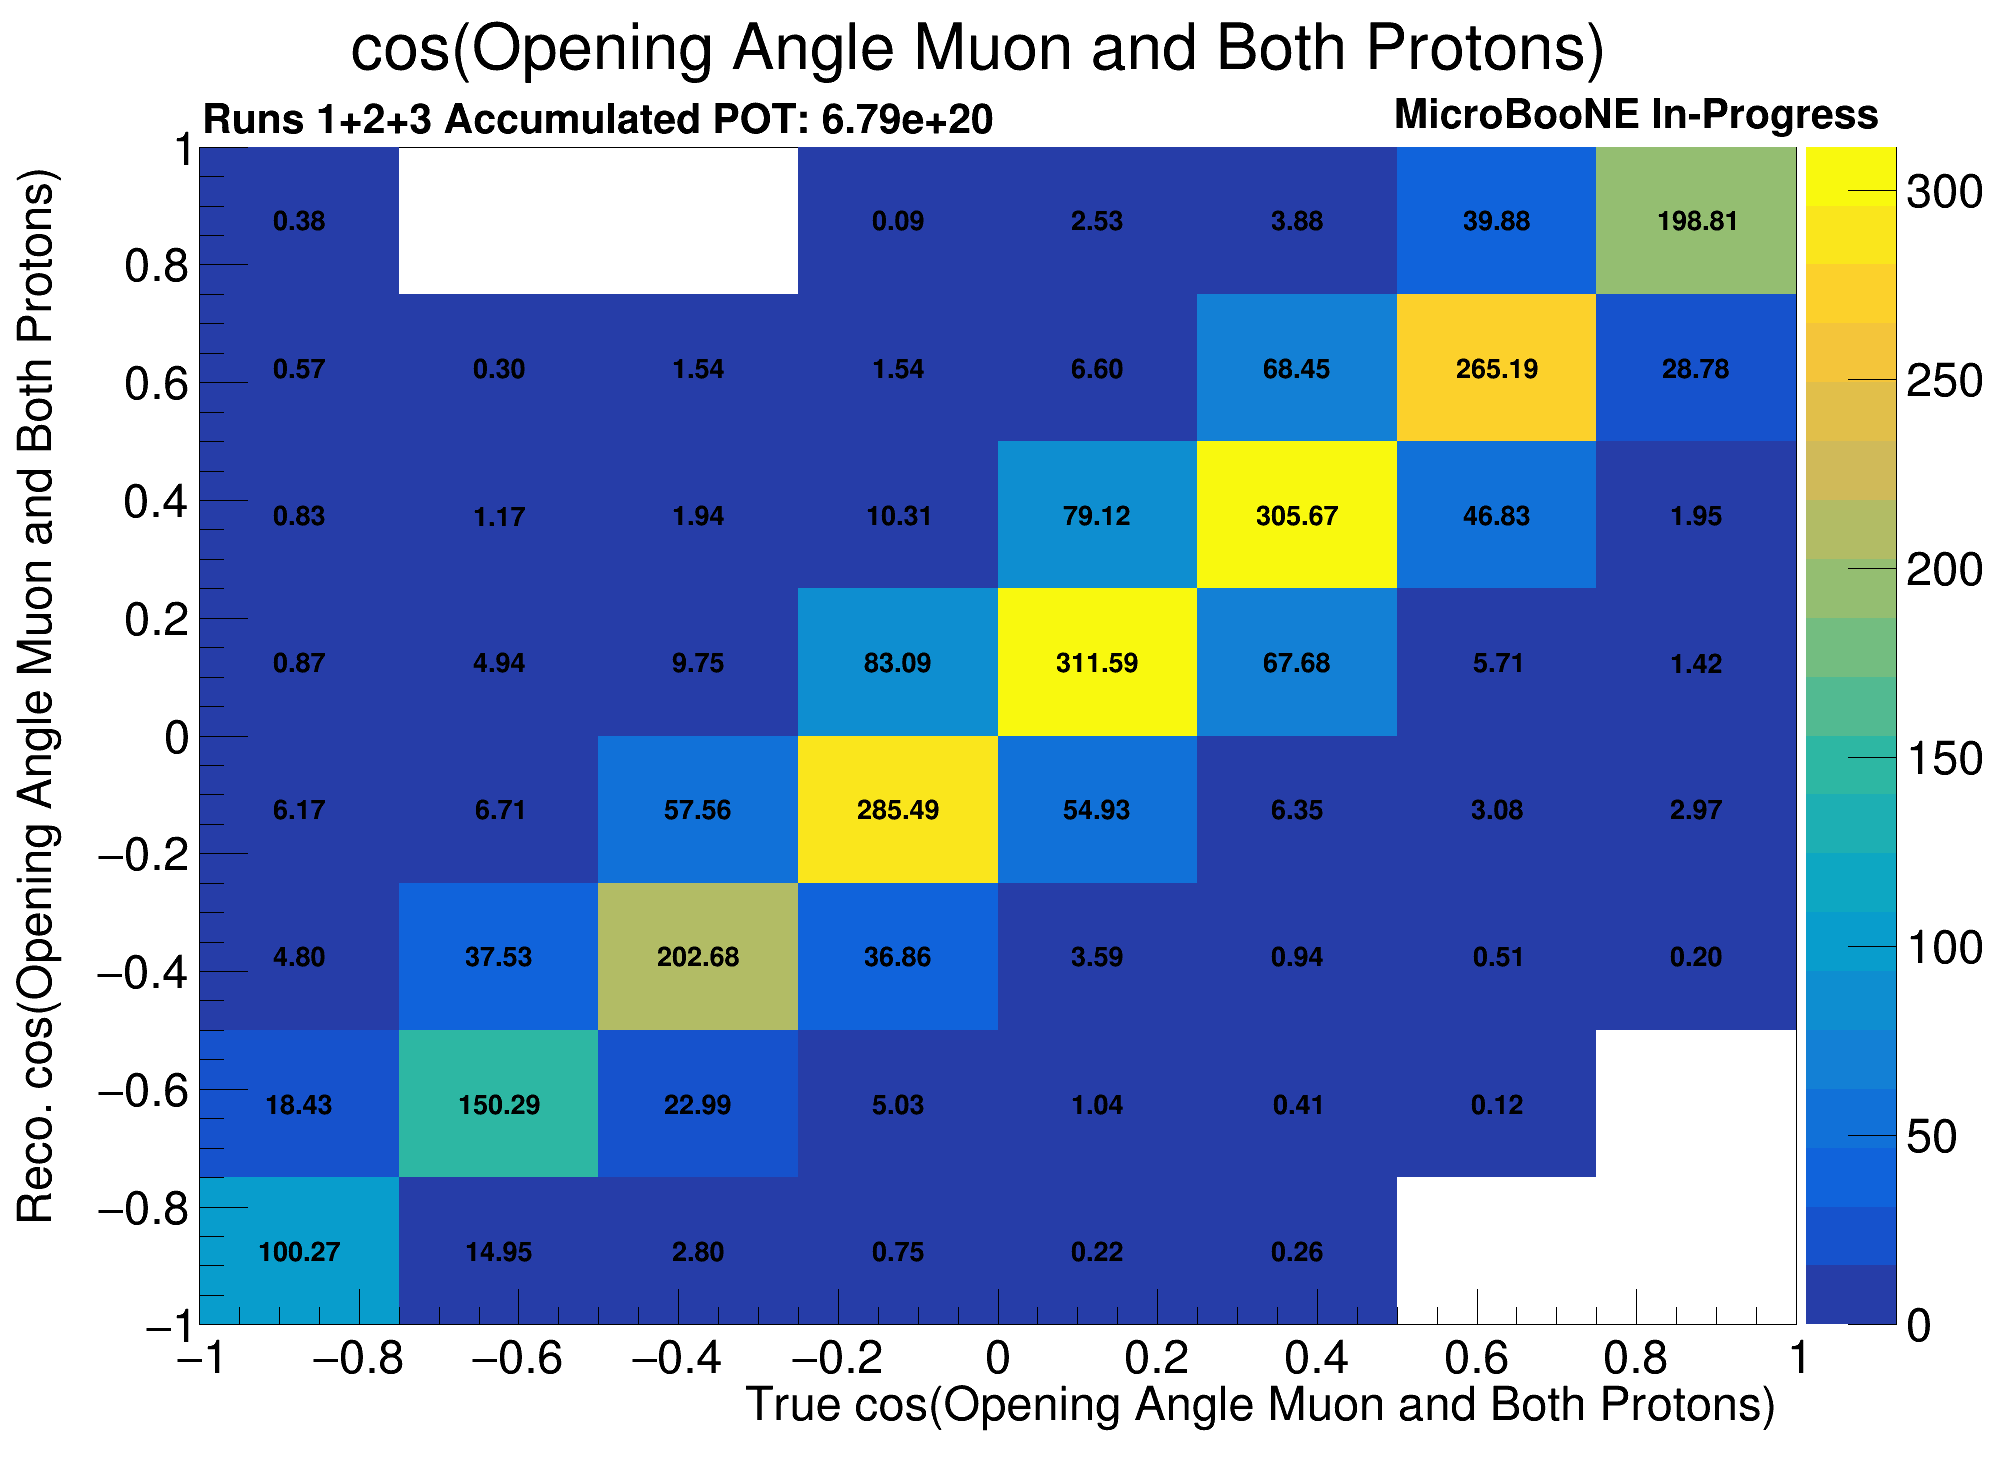 cos(Opening Angle Muon and Both Protons)
Runs 1+2+3 Accumulated POT: 6.79e+20
MicroBooNE In-Progress
Reco. cos(Opening Angle Muon and Both Protons)
1
0.8
0.6
0.4
0.2
0
−0.2
−0.4
−0.6
−0.8
−1
0.38 0.09 2.53 3.88 39.88 198.81
0.57 0.30 1.54 1.54 6.60 68.45 265.19 28.78
0.83 1.17 1.94 10.31 79.12 305.67 46.83 1.95
0.87 4.94 9.75 83.09 311.59 67.68 5.71 1.42
6.17 6.71 57.56 285.49 54.93 6.35 3.08 2.97
4.80 37.53 202.68 36.86 3.59 0.94 0.51 0.20
18.43 150.29 22.99 5.03 1.04 0.41 0.12
100.27 14.95 2.80 0.75 0.22 0.26
300
250
200
150
100
50
0
−1 −0.8 −0.6 −0.4 −0.2 0 0.2 0.4 0.6 0.8 1
True cos(Opening Angle Muon and Both Protons)